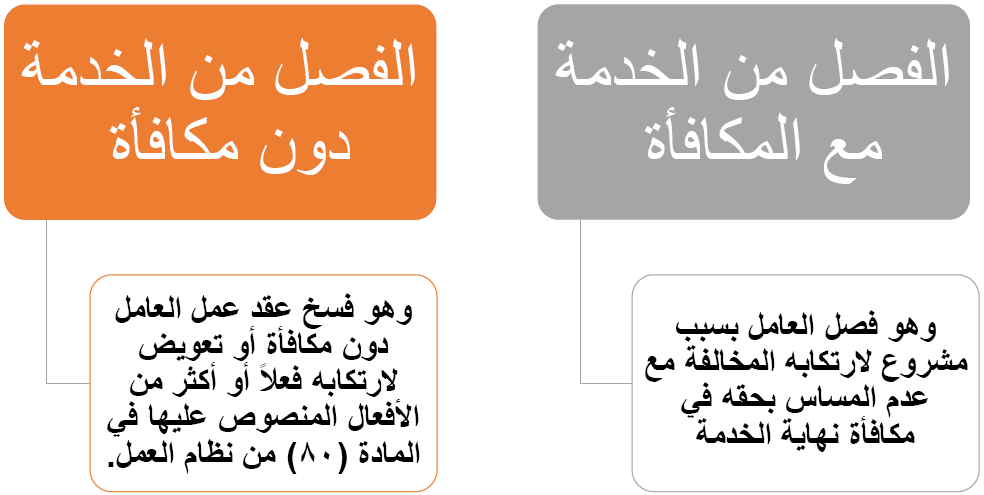 الفصل من الخدمة
مع المكافأة
وهو فصل العامل بسبب
مشروع لارتكابه المخالفة مع
عدم المساس بحقه في
مكافأة نهاية الخدمة
الفصل من الخدمة
دون مكافأة
وهو فسخ عقد عمل العامل
دون مكافأة أو تعويض
لارتكابه فعلاً أو أكثر من
الأفعال المنصوص عليها في
المادة (٨٠) من نظام العمل.